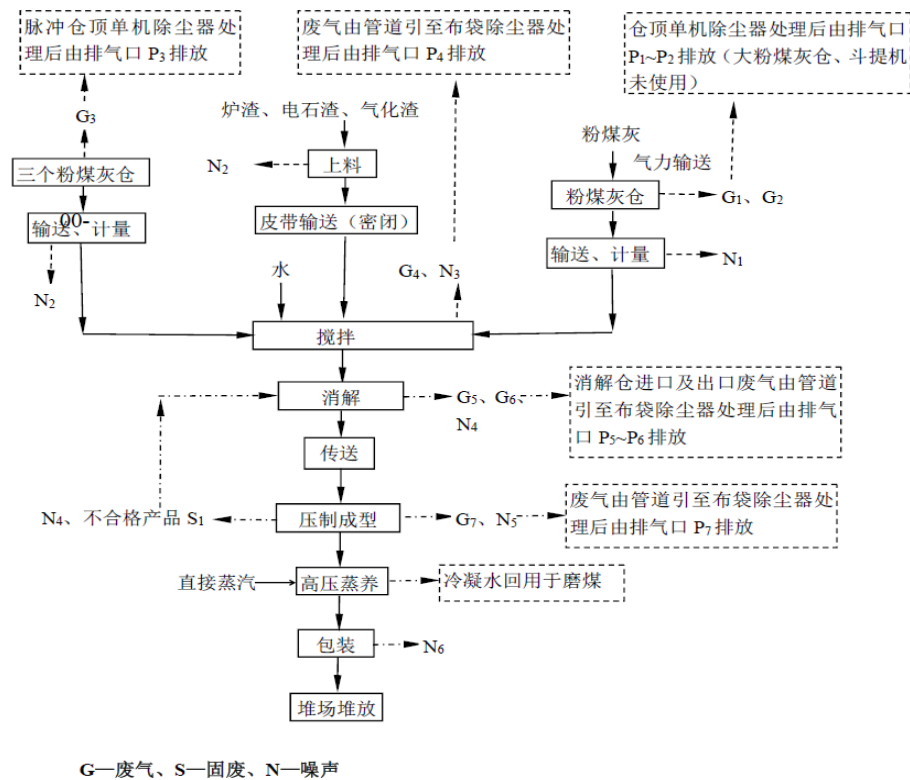 脉冲仓顶单机除尘器处
理后由排气口 P₃ 排放
废气由管道引至布袋除尘器处
理后由排气口 P₄ 排放
仓顶单机除尘器处理后由排气口
P₁~P₂ 排放（大粉煤灰仓、斗提机
未使用）
G₃
炉渣、电石渣、气化渣
粉煤灰
N₂
上料
气力输送
三个粉煤灰仓
粉煤灰仓
G₁、G₂
00-
输送、计量
皮带输送（密闭）
输送、计量
N₁
水
G₄、N₃
N₂
搅拌
消解
G₅、G₆、
N₄
消解仓进口及出口废气由管道
引至布袋除尘器处理后由排气
口 P₅~P₆ 排放
传送
N₄、不合格产品 S₁
压制成型
G₇、N₅
废气由管道引至布袋除尘器处
理后由排气口 P₇ 排放
直接蒸汽
高压蒸养
冷凝水回用于磨煤
包装
N₆
堆场堆放
G—废气、S—固废、N—噪声